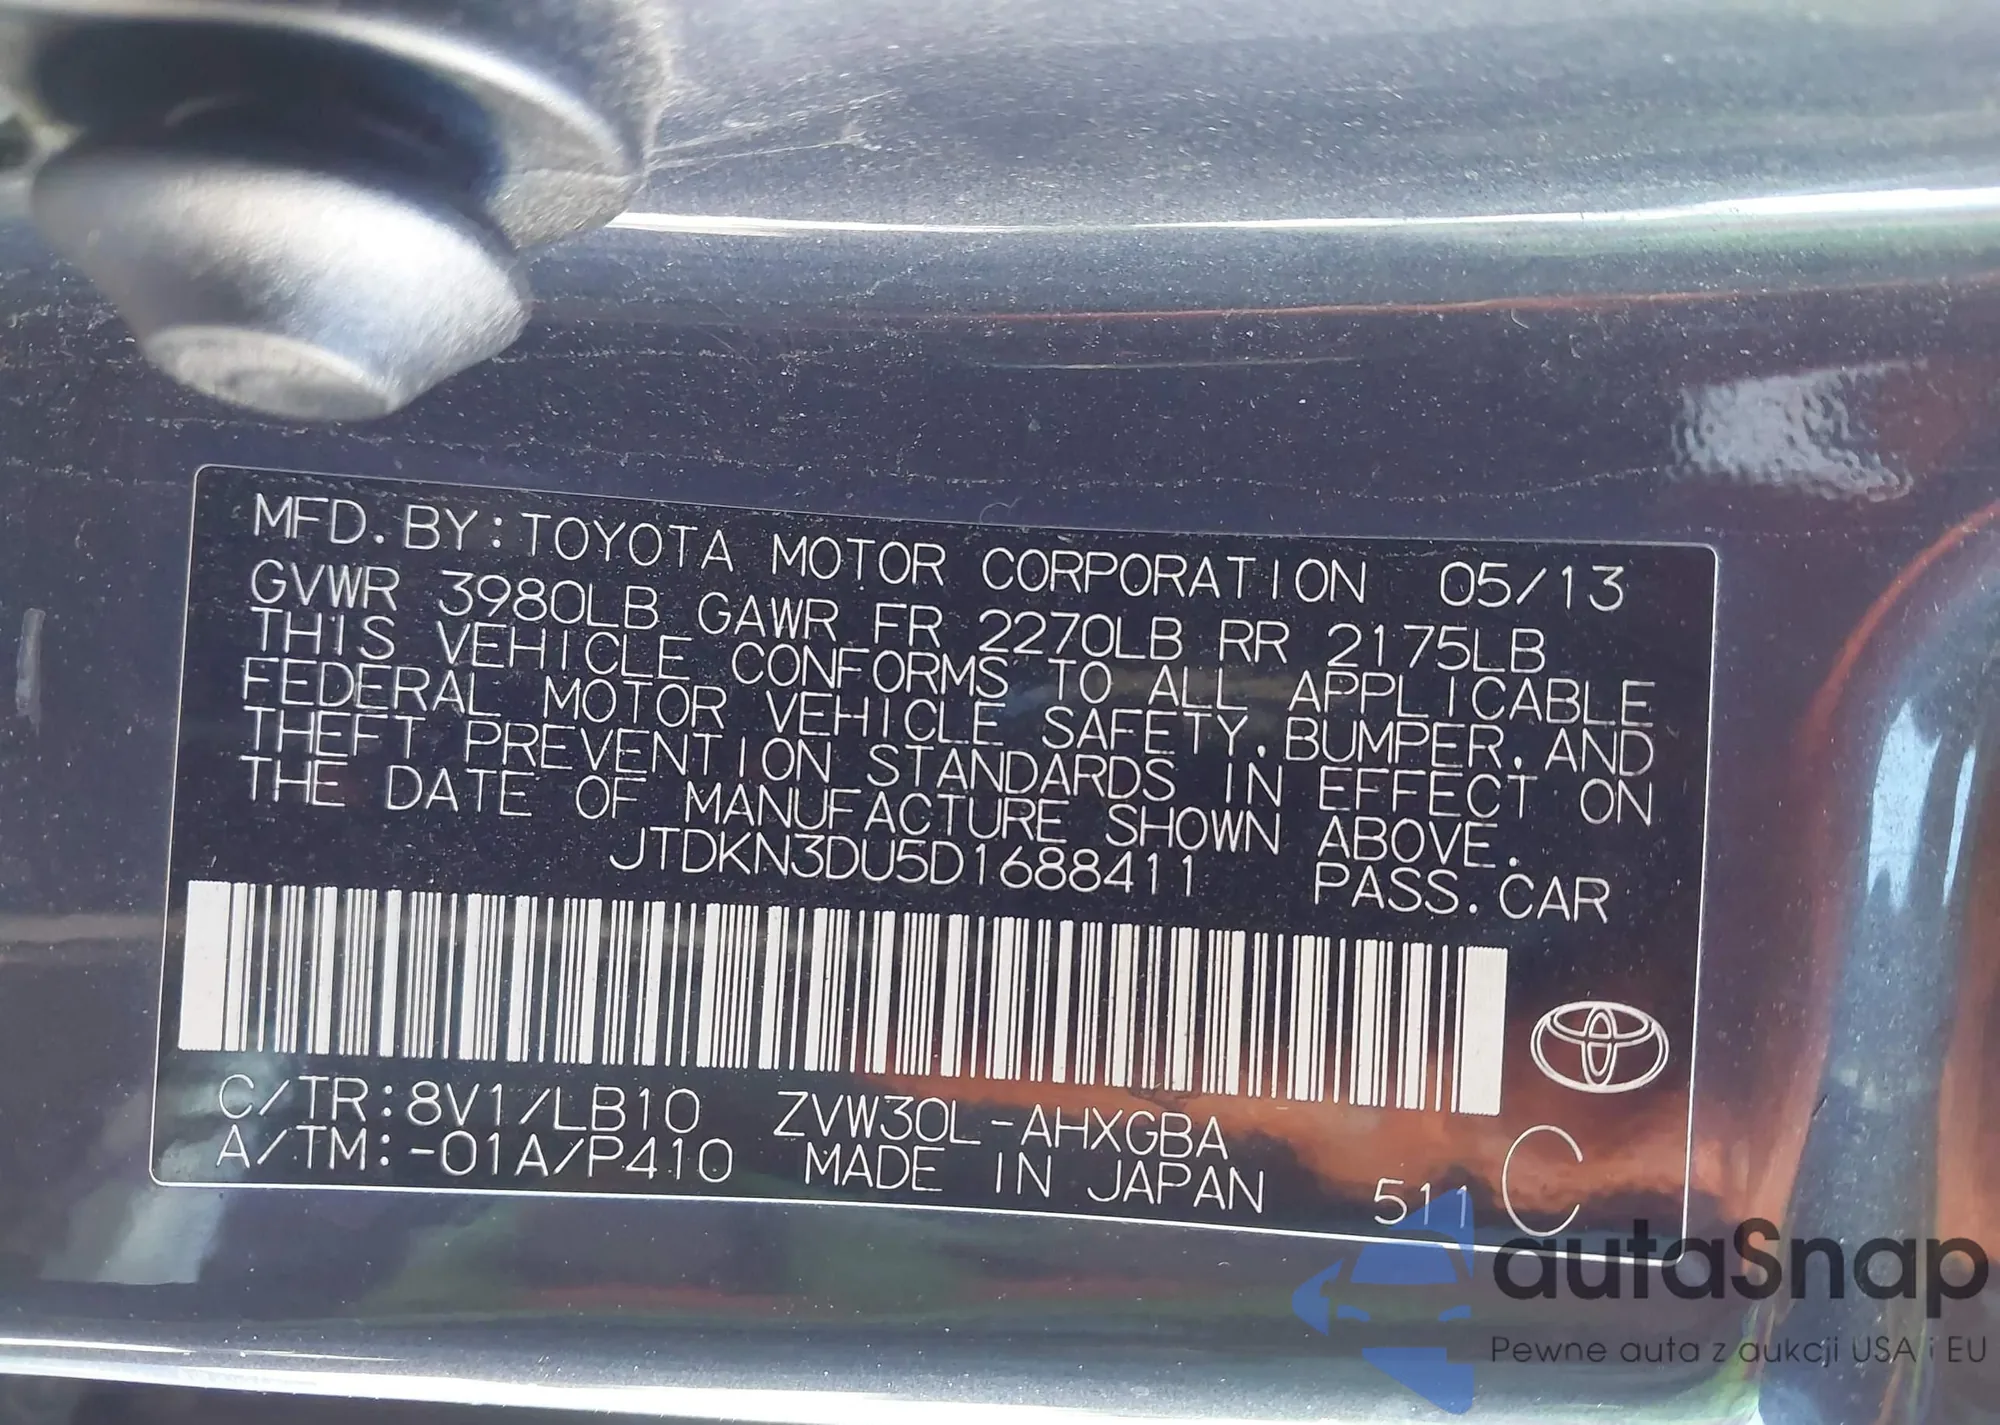 MFD. BY: TOYOTA MOTOR CORPORATION 05/13
GVWR 3980LB GAWR FR 2270LB RR 2175LB
THIS VEHICLE CONFORMS TO ALL APPLICABLE
FEDERAL MOTOR VEHICLE SAFETY, BUMPER, AND
THEFT PREVENTION STANDARDS IN EFFECT ON
THE DATE OF MANUFACTURE SHOWN ABOVE.
JTDKN3DU5D1688411 PASS. CAR
C/TR: 8V1/LB10 ZVW30L-AHXGBA
A/TM: -01A/P410 MADE IN JAPAN 511 C
autaSnap
Pewne auta z aukcji USA i EU